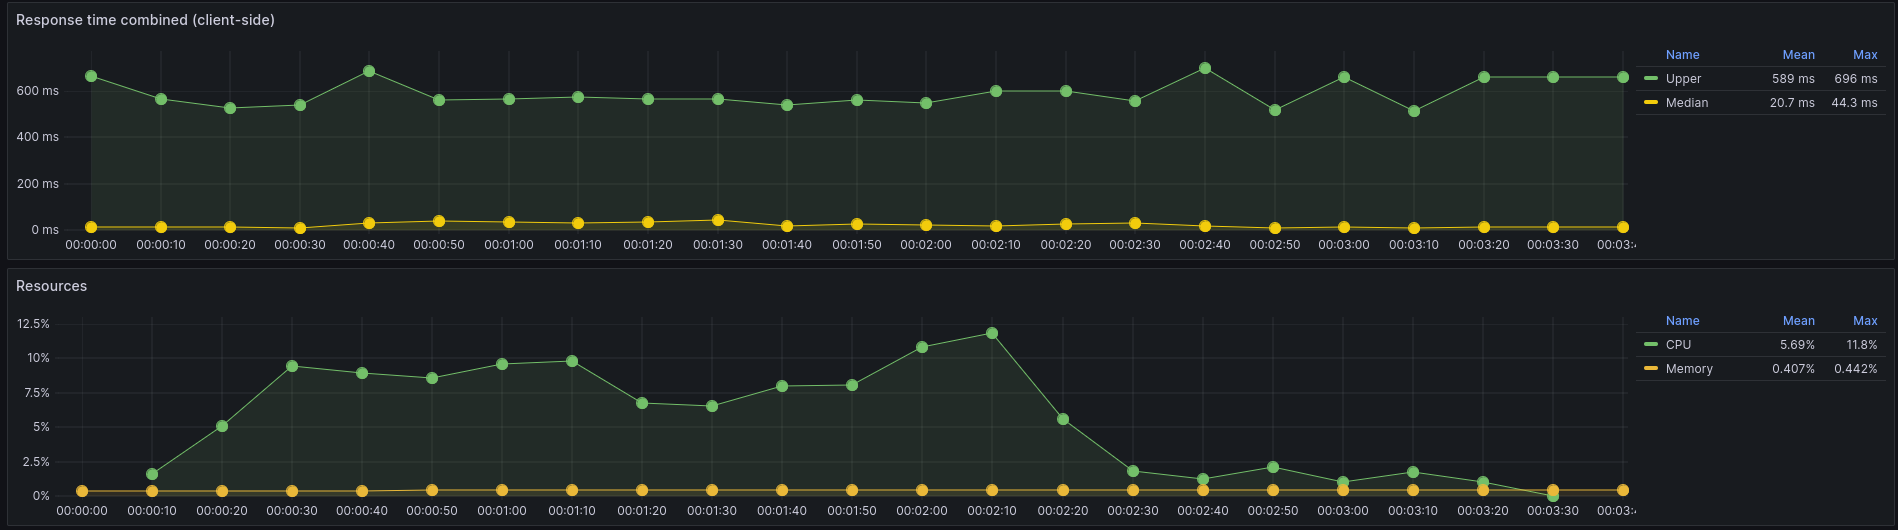 Response time combined (client-side)
Name Mean Max
Upper 589 ms 696 ms
Median 20.7 ms 44.3 ms
600 ms
400 ms
200 ms
0 ms
00:00:00 00:00:10 00:00:20 00:00:30 00:00:40 00:00:50 00:01:00 00:01:10 00:01:20 00:01:30 00:01:40 00:01:50 00:02:00 00:02:10 00:02:20 00:02:30 00:02:40 00:02:50 00:03:00 00:03:10 00:03:20 00:03:30 00:03:4
Resources
Name Mean Max
CPU 5.69% 11.8%
Memory 0.407% 0.442%
12.5%
10%
7.5%
5%
2.5%
0%
00:00:00 00:00:10 00:00:20 00:00:30 00:00:40 00:00:50 00:01:00 00:01:10 00:01:20 00:01:30 00:01:40 00:01:50 00:02:00 00:02:10 00:02:20 00:02:30 00:02:40 00:02:50 00:03:00 00:03:10 00:03:20 00:03:30 00:03:4